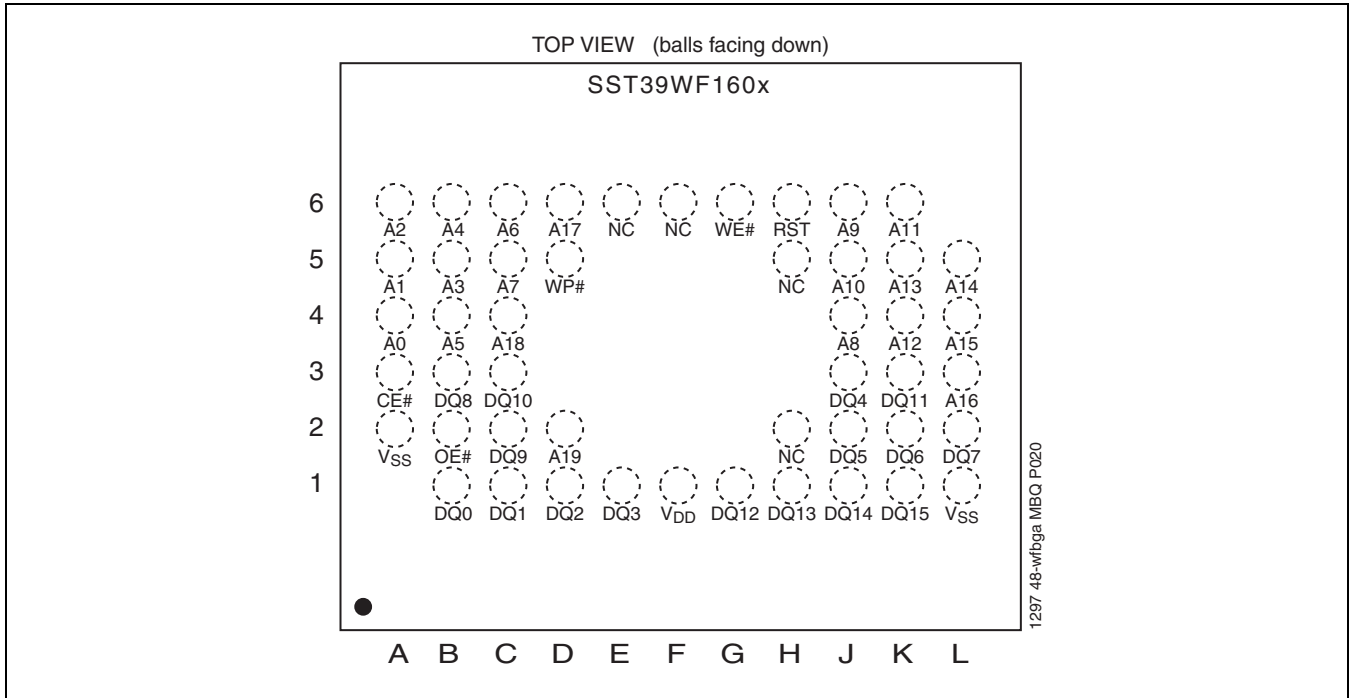 TOP VIEW (balls facing down)
SST39WF160x
6
A2 A4 A6 A17 NC NC WE# RST A9 A11
5
A1 A3 A7 WP# NC A10 A13 A14
4
A0 A5 A18 A8 A12 A15
3
CE# DQ8 DQ10 DQ4 DQ11 A16
2
VSS OE# DQ9 A19 NC DQ5 DQ6 DQ7
1
DQ0 DQ1 DQ2 DQ3 VDD DQ12 DQ13 DQ14 DQ15 VSS
1297 48-wfbga MBQ P020
A B C D E F G H J K L